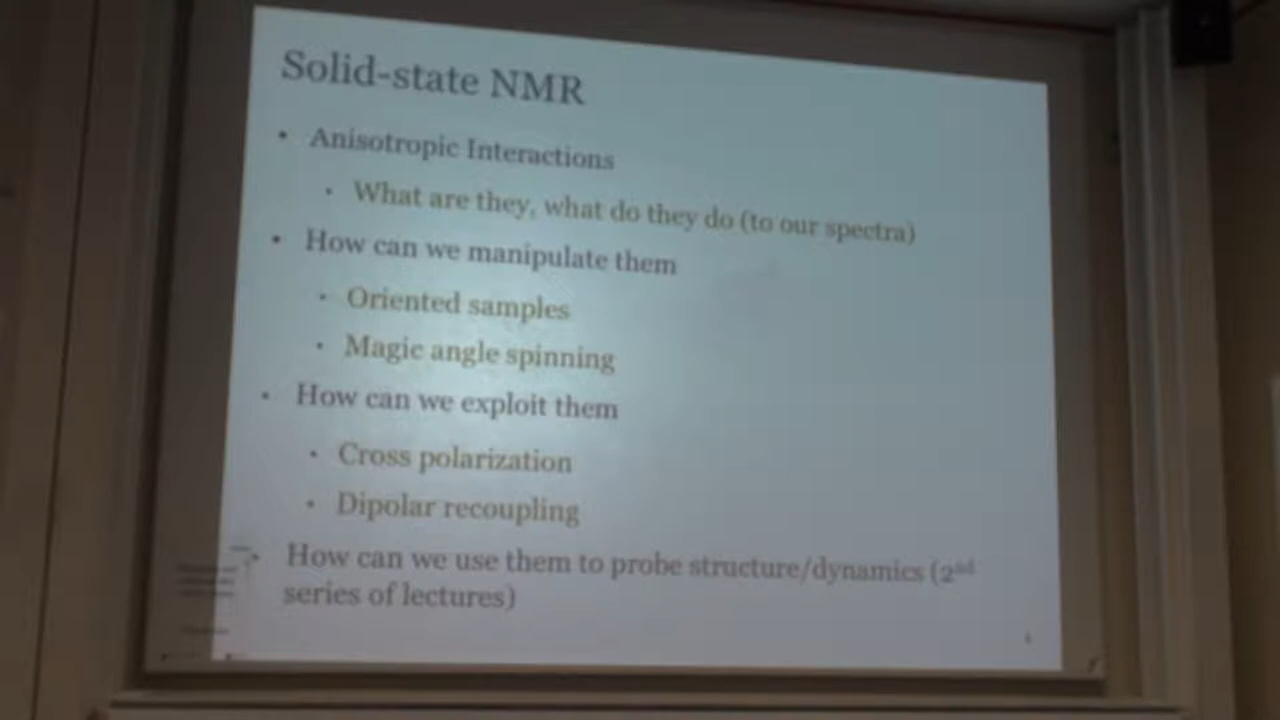 Solid-state NMR
• Anisotropic Interactions
• What are they, what do they do (to our spectra)
• How can we manipulate them
• Oriented samples
• Magic angle spinning
• How can we exploit them
• Cross polarization
• Dipolar recoupling
• How can we use them to probe structure/dynamics (2nd
series of lectures)